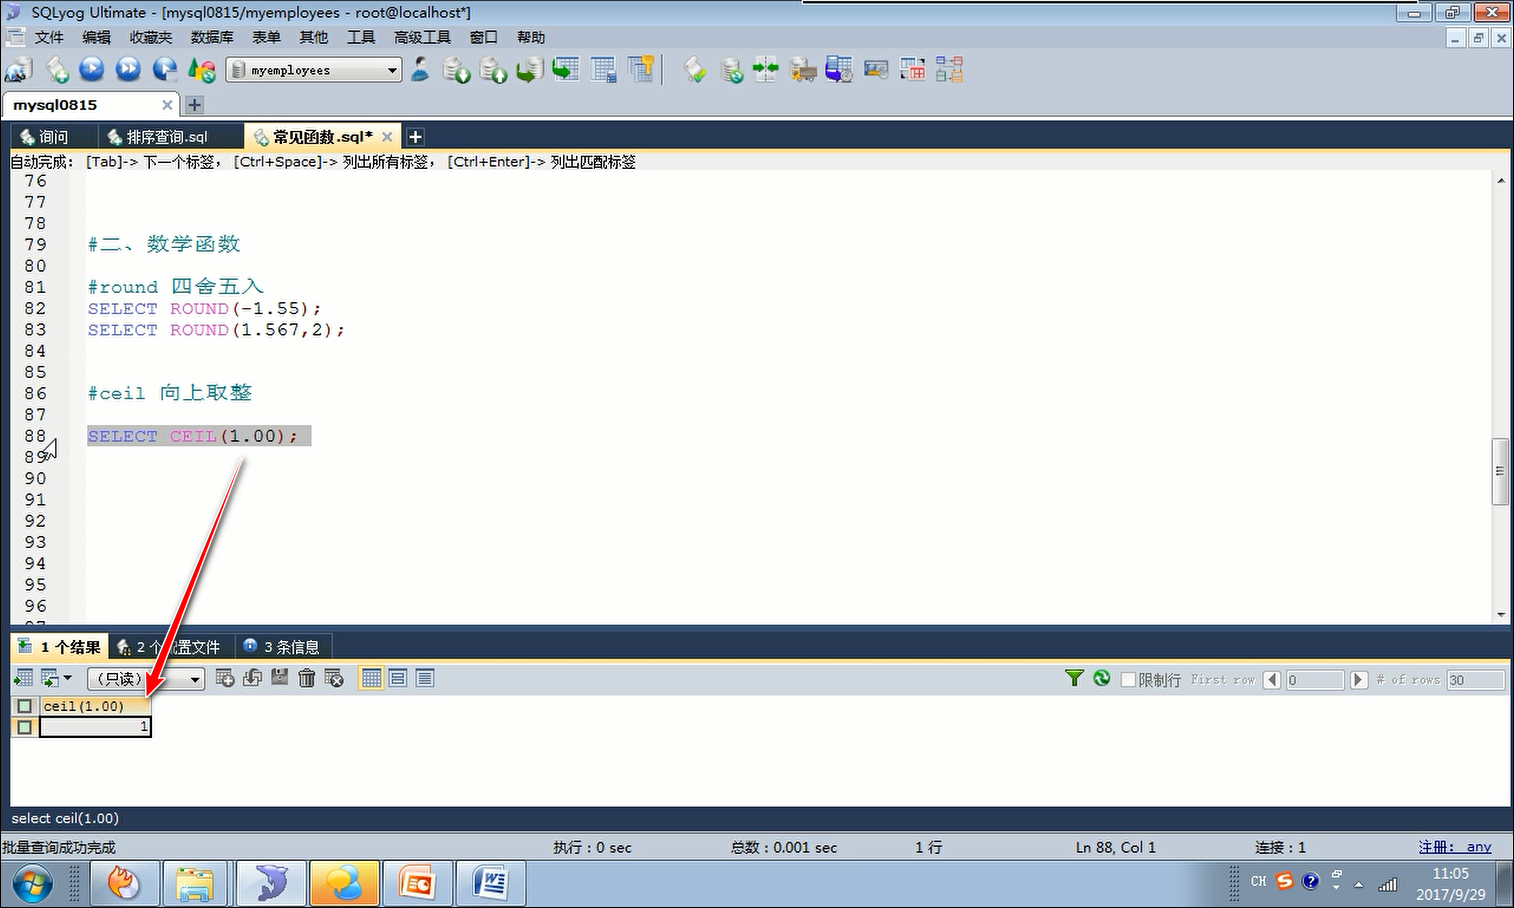 SQLyog Ultimate - [mysql0815/myemployees - root@localhost*]
文件 编辑 收藏夹 数据库 表单 其他 工具 高级工具 窗口 帮助
myemployees
mysql0815
询问 排序查询.sql 常见函数.sql*
自动完成： [Tab]-> 下一个标签， [Ctrl+Space]-> 列出所有标签， [Ctrl+Enter]-> 列出匹配标签
76
77
78
79 #二、数学函数
80
81 #round 四舍五入
82 SELECT ROUND(-1.55);
83 SELECT ROUND(1.567,2);
84
85
86 #ceil 向上取整
87
88 SELECT CEIL(1.00);
89
90
91
92
93
94
95
96
1 个结果 2 个配置文件 3 条信息
(只读) 限制行 First row 0 # of rows 30
ceil(1.00)
1
select ceil(1.00)
批量查询成功完成 执行：0 sec 总数：0.001 sec 1 行 Ln 88, Col 1 连接：1 注册： any
CH 11:05
2017/9/29